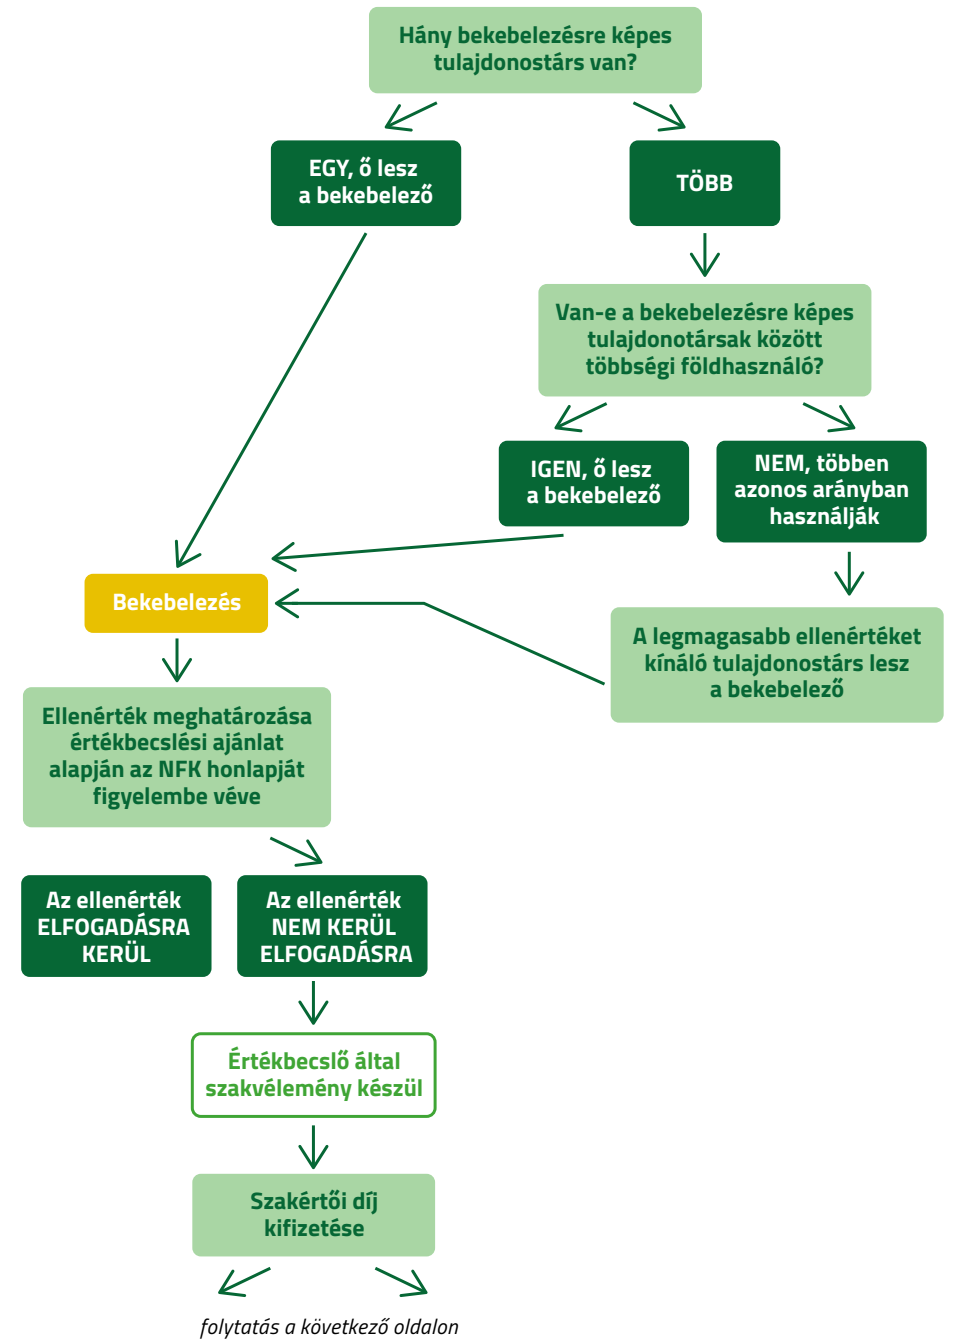 Hány bekebelezésre képes
tulajdonostárs van?
EGY, ő lesz
a bekebelező
TÖBB
Van-e a bekebelezésre képes
tulajdonotársak között
többségi földhasználó?
IGEN, ő lesz
a bekebelező
NEM, többen
azonos arányban
használják
Bekebelezés
A legmagasabb ellenértéket
kínáló tulajdonostárs lesz
a bekebelező
Ellenérték meghatározása
értékbecslési ajánlat
alapján az NFK honlapját
figyelembe véve
Az ellenérték
ELFOGADÁSRA
KERÜL
Az ellenérték
NEM KERÜL
ELFOGADÁSRA
Értékbecslő által
szakvélemény készül
Szakértői díj
kifizetése
folytatás a következő oldalon